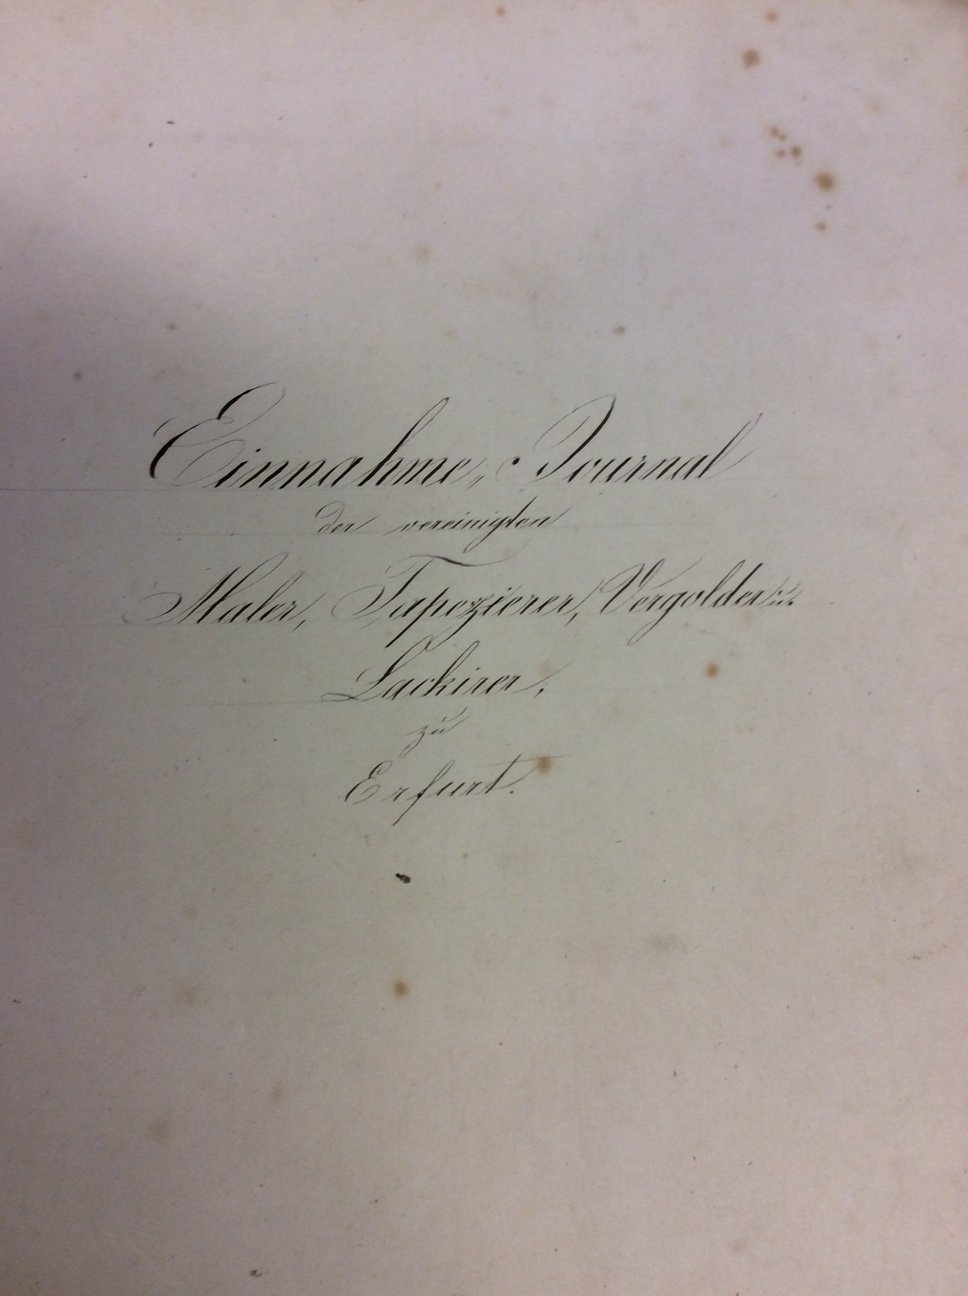 Einnahme, Journal
der vereinigten
Maler, Tapezierer, Vergolder u.
Lackirer,
zu
Erfurt.